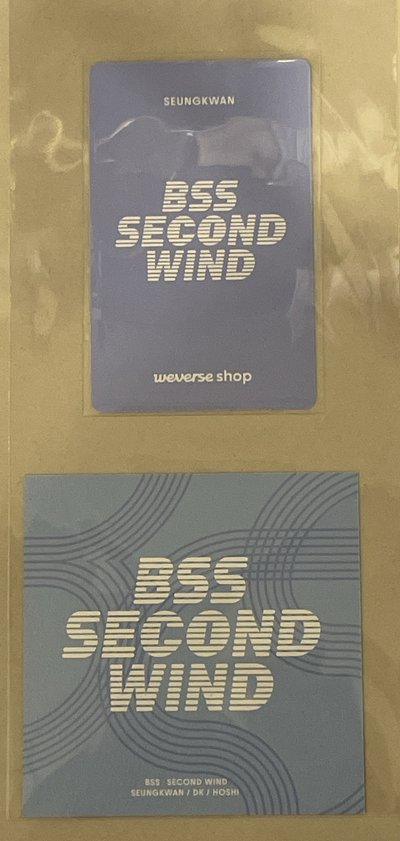 SEUNGKWAN
BSS
SECOND
WIND
weverse shop
BSS
SECOND
WIND
BSS SECOND WIND
SEUNGKWAN / DK / HOSHI